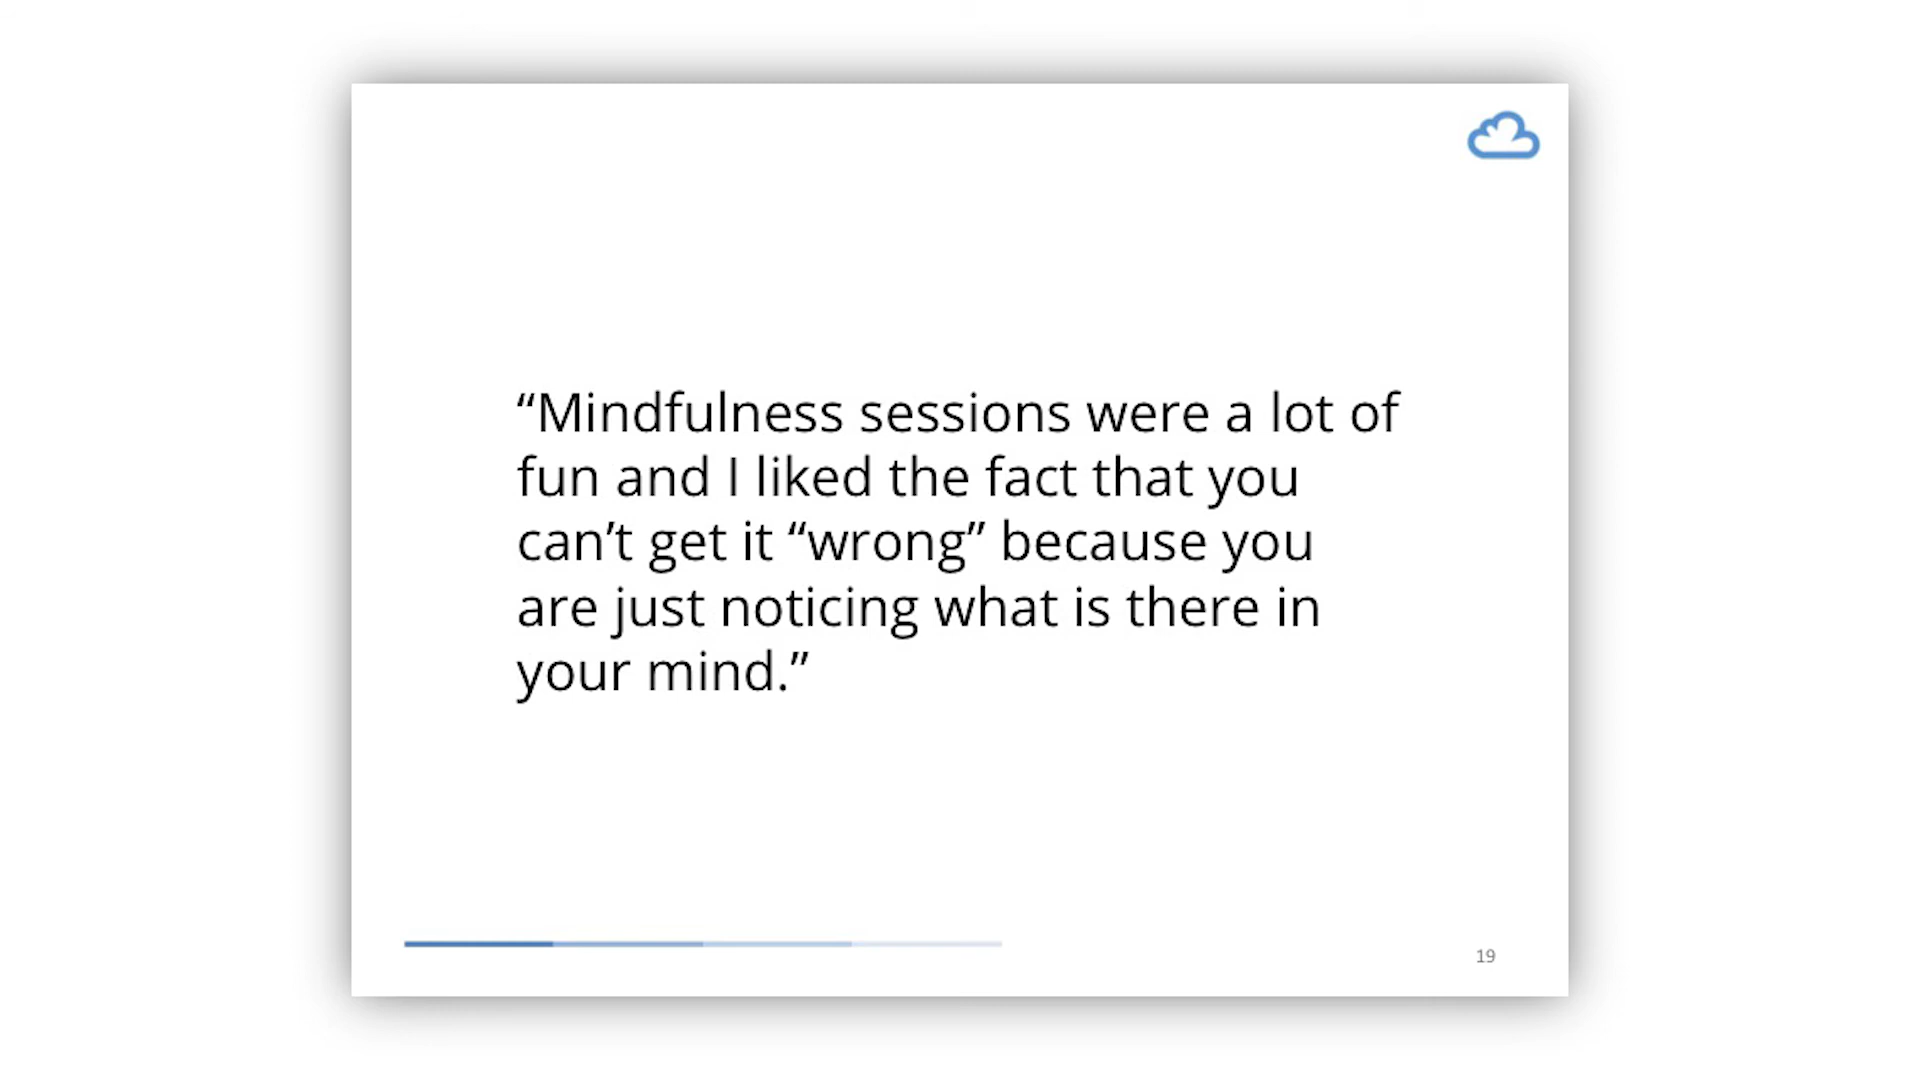 “Mindfulness sessions were a lot of
fun and I liked the fact that you
can’t get it “wrong” because you
are just noticing what is there in
your mind.”
19